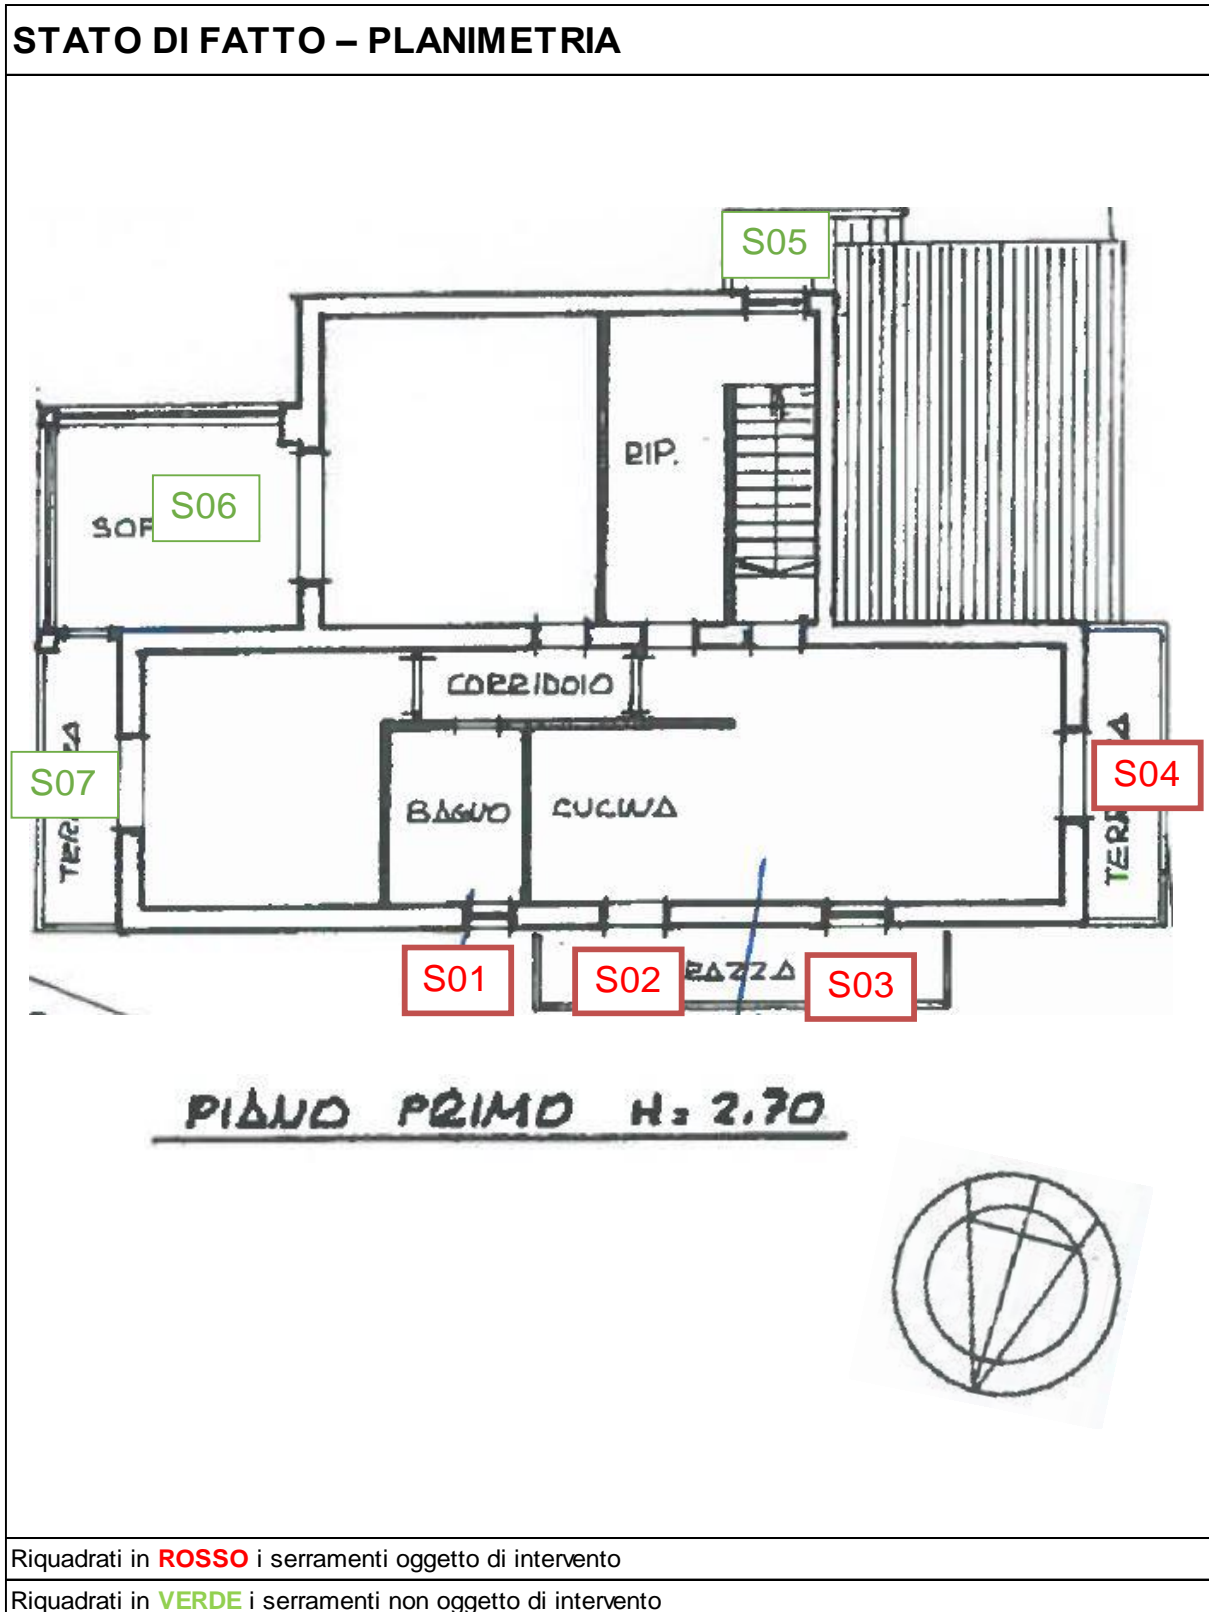 STATO DI FATTO – PLANIMETRIA
S05
RIP.
S06
CORRIDOIO
S07
S04
BAGNO
CUCINA
S01
S02
S03
PIANO PRIMO H= 2.70
Riquadrati in ROSSO i serramenti oggetto di intervento
Riquadrati in VERDE i serramenti non oggetto di intervento